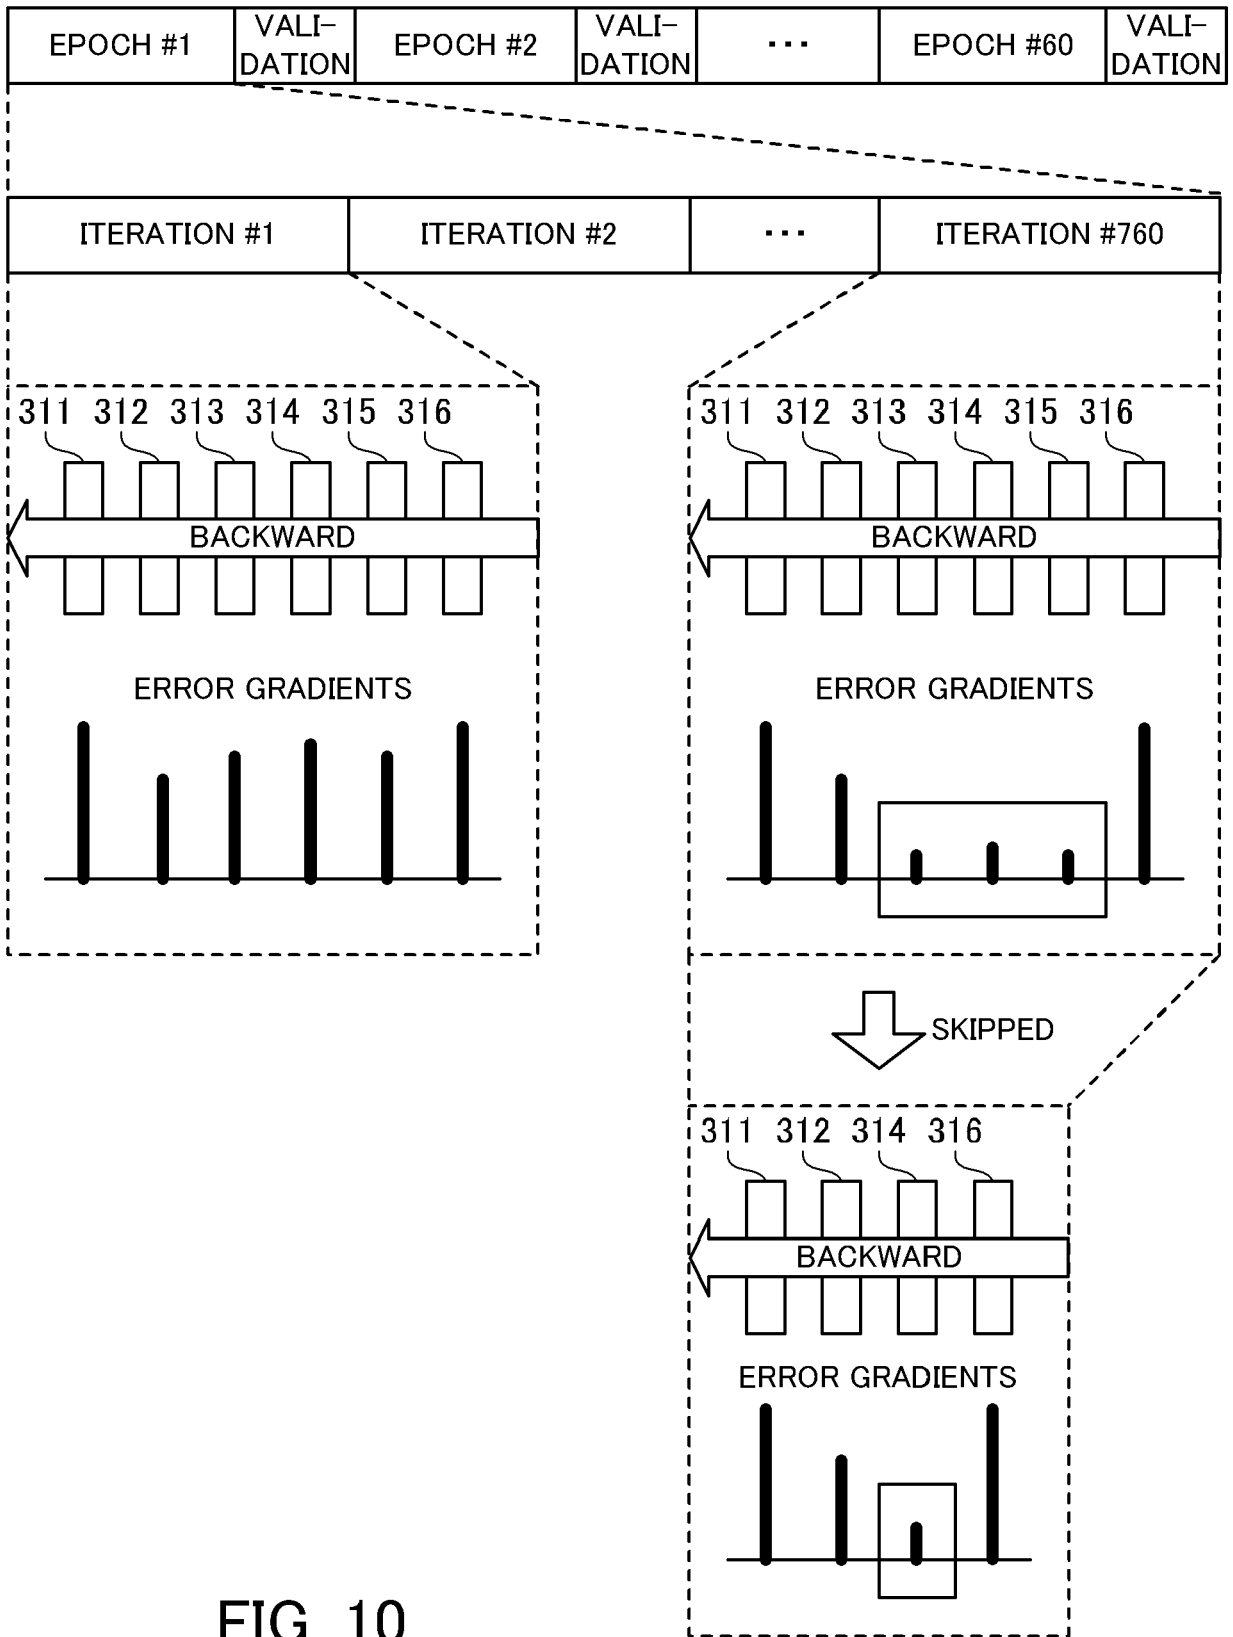 EPOCH #1
VALI-
DATION
EPOCH #2
VALI-
DATION
...
EPOCH #60
VALI-
DATION
ITERATION #1
ITERATION #2
...
ITERATION #760
311 312 313 314 315 316
BACKWARD
ERROR GRADIENTS
311 312 313 314 315 316
BACKWARD
ERROR GRADIENTS
SKIPPED
311 312 314 316
BACKWARD
ERROR GRADIENTS
FIG. 10